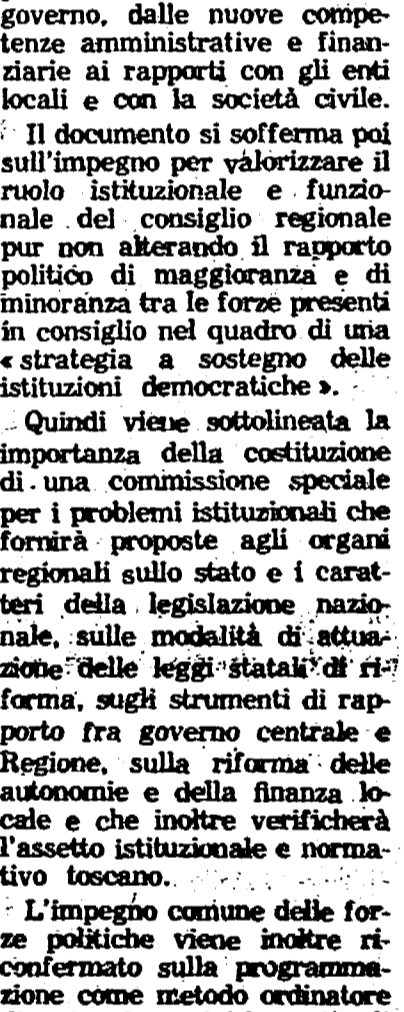 governo, dalle nuove compe-
tenze amministrative e finan-
ziarie ai rapporti con gli enti
locali e con la società civile.
Il documento si sofferma poi
sull'impegno per valorizzare il
ruolo istituzionale e funzio-
nale del consiglio regionale
pur non alterando il rapporto
politico di maggioranza e di
minoranza tra le forze presenti
in consiglio nel quadro di una
« strategia a sostegno delle
istituzioni democratiche ».
Quindi viene sottolineata la
importanza della costituzione
di una commissione speciale
per i problemi istituzionali che
fornirà proposte agli organi
regionali sullo stato e i carat-
teri della legislazione nazio-
nale, sulle modalità di attua-
zione delle leggi statali di ri-
forma, sugli strumenti di rap-
porto fra governo centrale e
Regione, sulla riforma delle
autonomie e della finanza lo-
cale e che inoltre verificherà
l'assetto istituzionale e norma-
tivo toscano.
L'impegno comune delle for-
ze politiche viene inoltre ri-
confermato sulla programma-
zione come metodo ordinatore